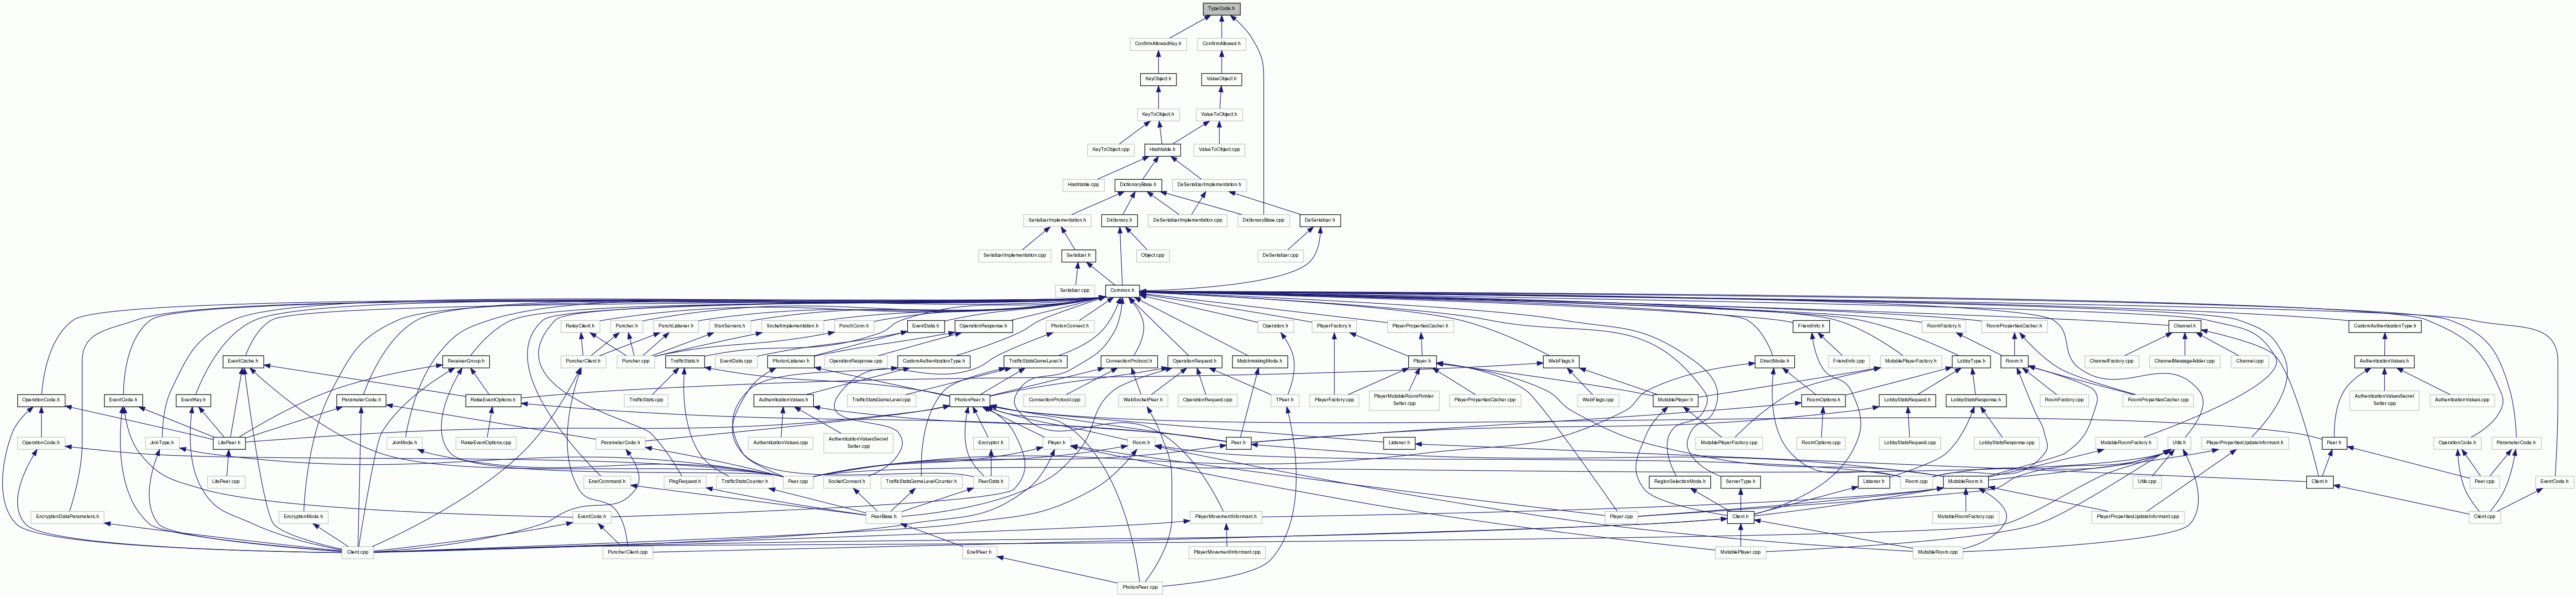 TypeCode.h
ConfirmAllowedKey.h
ConfirmAllowed.h
KeyObject.h
ValueObject.h
KeyToObject.h
ValueToObject.h
KeyToObject.cpp
Hashtable.h
ValueToObject.cpp
Hashtable.cpp
DictionaryBase.h
DeSerializerImplementation.h
SerializerImplementation.h
Dictionary.h
DeSerializerImplementation.cpp
DictionaryBase.cpp
DeSerializer.h
SerializerImplementation.cpp
Serializer.h
Object.cpp
DeSerializer.cpp
Serializer.cpp
Common.h
RelayClient.h
Puncher.h
PunchListener.h
StunServers.h
SocketImplementation.h
PunchConn.h
EventData.h
OperationResponse.h
PhotonConnect.h
Operation.h
PlayerFactory.h
PlayerPropertiesCacher.h
FriendInfo.h
RoomFactory.h
RoomPropertiesCacher.h
Channel.h
CustomAuthenticationType.h
EventCache.h
ReceiverGroup.h
PuncherClient.h
Puncher.cpp
TrafficStats.h
EventData.cpp
PhotonListener.h
OperationResponse.cpp
CustomAuthenticationType.h
TrafficStatsGameLevel.h
ConnectionProtocol.h
OperationRequest.h
MatchmakingMode.h
Player.h
WebFlags.h
DirectMode.h
FriendInfo.cpp
MutablePlayerFactory.h
LobbyType.h
Room.h
ChannelFactory.cpp
ChannelMessageAdder.cpp
Channel.cpp
AuthenticationValues.h
OperationCode.h
EventCode.h
EventKey.h
ParameterCode.h
RaiseEventOptions.h
TrafficStats.cpp
AuthenticationValues.h
TrafficStatsGameLevel.cpp
PhotonPeer.h
ConnectionProtocol.cpp
WebSocketPeer.h
OperationRequest.cpp
TPeer.h
PlayerFactory.cpp
PlayerMutableRoomPointer
Setter.cpp
PlayerPropertiesCacher.cpp
WebFlags.cpp
MutablePlayer.h
RoomOptions.h
LobbyStatsRequest.h
LobbyStatsResponse.h
RoomFactory.cpp
RoomPropertiesCacher.cpp
AuthenticationValuesSecret
Setter.cpp
AuthenticationValues.cpp
OperationCode.h
JoinType.h
LitePeer.h
JoinMode.h
RaiseEventOptions.cpp
ParameterCode.h
AuthenticationValues.cpp
AuthenticationValuesSecret
Setter.cpp
Encryptor.h
Player.h
Room.h
Peer.h
Listener.h
MutablePlayerFactory.cpp
RoomOptions.cpp
LobbyStatsRequest.cpp
LobbyStatsResponse.cpp
MutableRoomFactory.h
Utils.h
PlayerPropertiesUpdateInformant.h
Peer.h
OperationCode.h
ParameterCode.h
LitePeer.cpp
EnetCommand.h
PingRequest.h
TrafficStatsCounter.h
Peer.cpp
SocketConnect.h
TrafficStatsGameLevelCounter.h
PeerData.h
RegionSelectionMode.h
ServerType.h
Listener.h
Room.cpp
MutableRoom.h
Utils.cpp
Client.h
Peer.cpp
EventCode.h
EncryptionDataParameters.h
EncryptionMode.h
EventCode.h
PeerBase.h
PlayerMovementInformant.h
Player.cpp
Client.h
MutableRoomFactory.cpp
PlayerPropertiesUpdateInformant.cpp
Client.cpp
Client.cpp
PuncherClient.cpp
EnetPeer.h
PlayerMovementInformant.cpp
MutablePlayer.cpp
MutableRoom.cpp
PhotonPeer.cpp